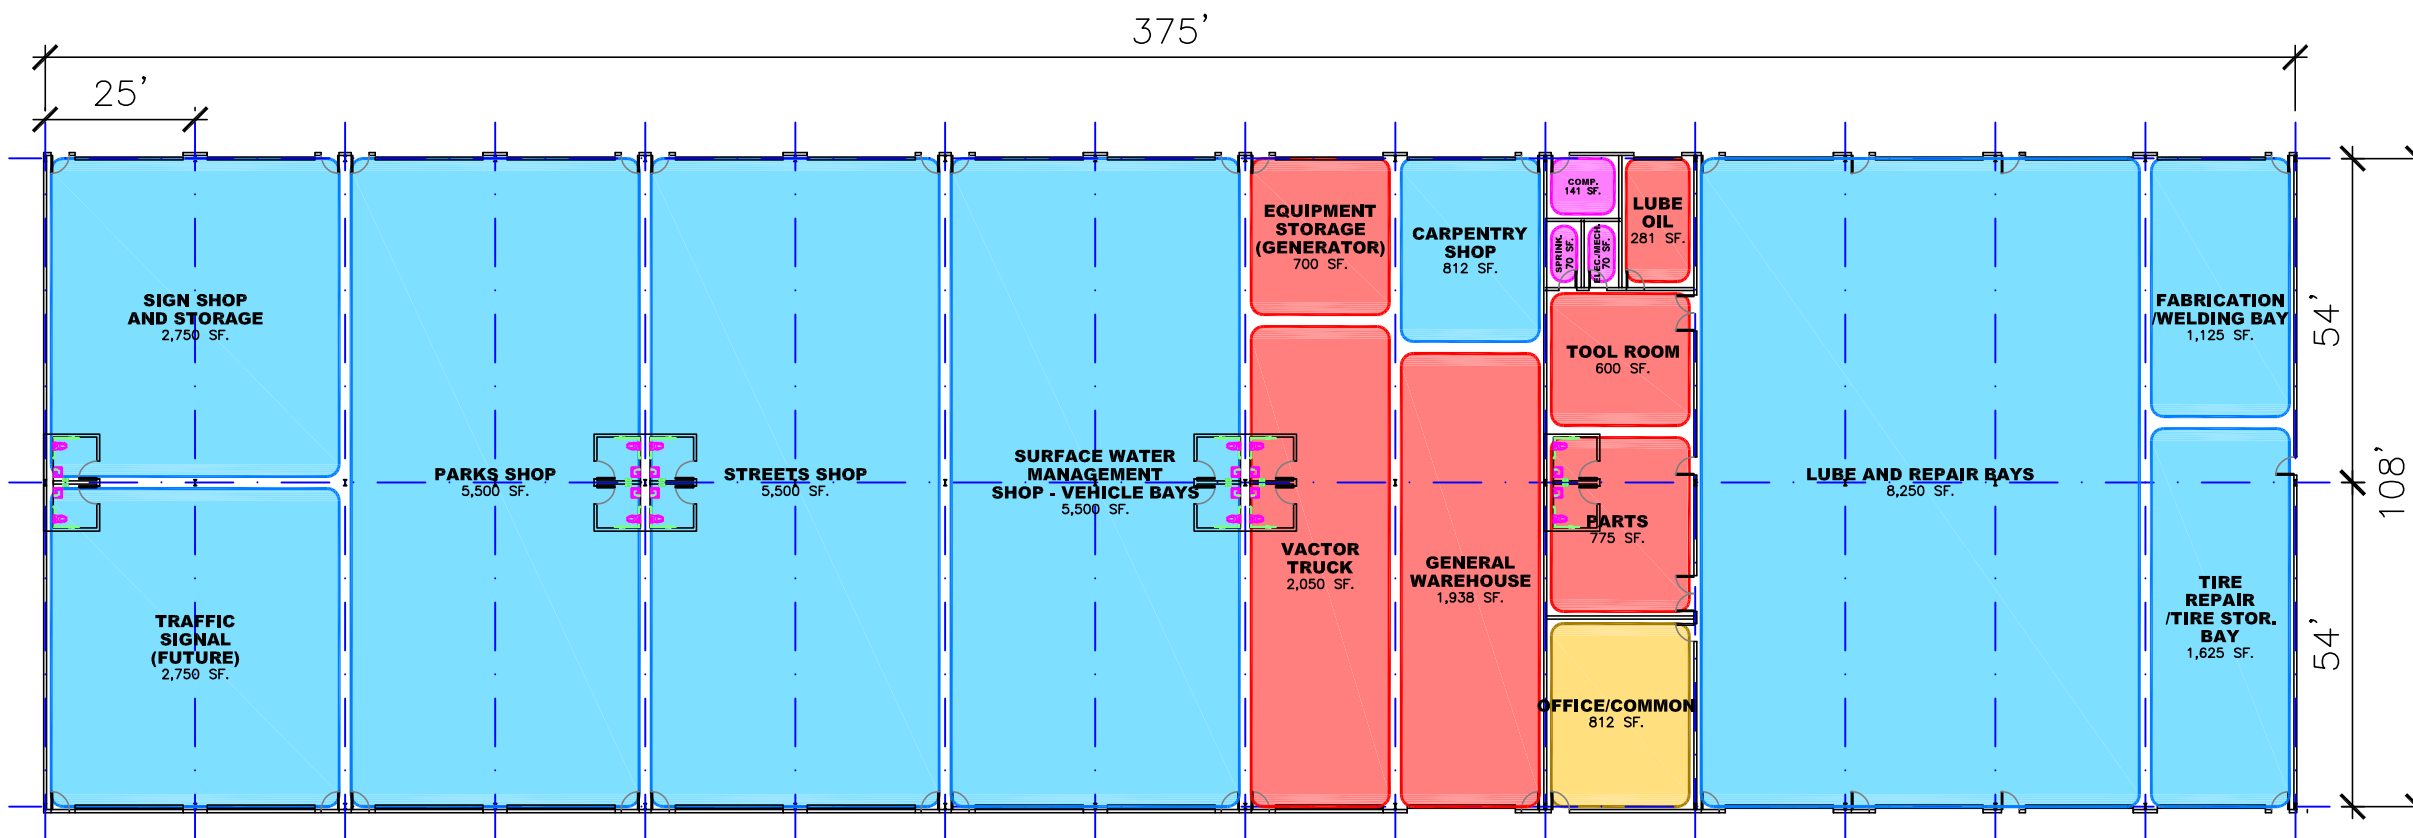 375’
25’
SIGN SHOP
AND STORAGE
2,750 SF.
TRAFFIC
SIGNAL
(FUTURE)
2,750 SF.
PARKS SHOP
5,500 SF.
STREETS SHOP
5,500 SF.
SURFACE WATER
MANAGEMENT
SHOP - VEHICLE BAYS
5,500 SF.
EQUIPMENT
STORAGE
(GENERATOR)
700 SF.
VACTOR
TRUCK
2,050 SF.
CARPENTRY
SHOP
812 SF.
GENERAL
WAREHOUSE
1,938 SF.
COMP.
141 SF.
SPRINK.
70 SF.
ELEC./MECH.
70 SF.
LUBE
OIL
281 SF.
TOOL ROOM
600 SF.
PARTS
775 SF.
OFFICE/COMMON
812 SF.
LUBE AND REPAIR BAYS
8,250 SF.
FABRICATION
/WELDING BAY
1,125 SF.
TIRE
REPAIR
/TIRE STOR.
BAY
1,625 SF.
54’
54’
108’